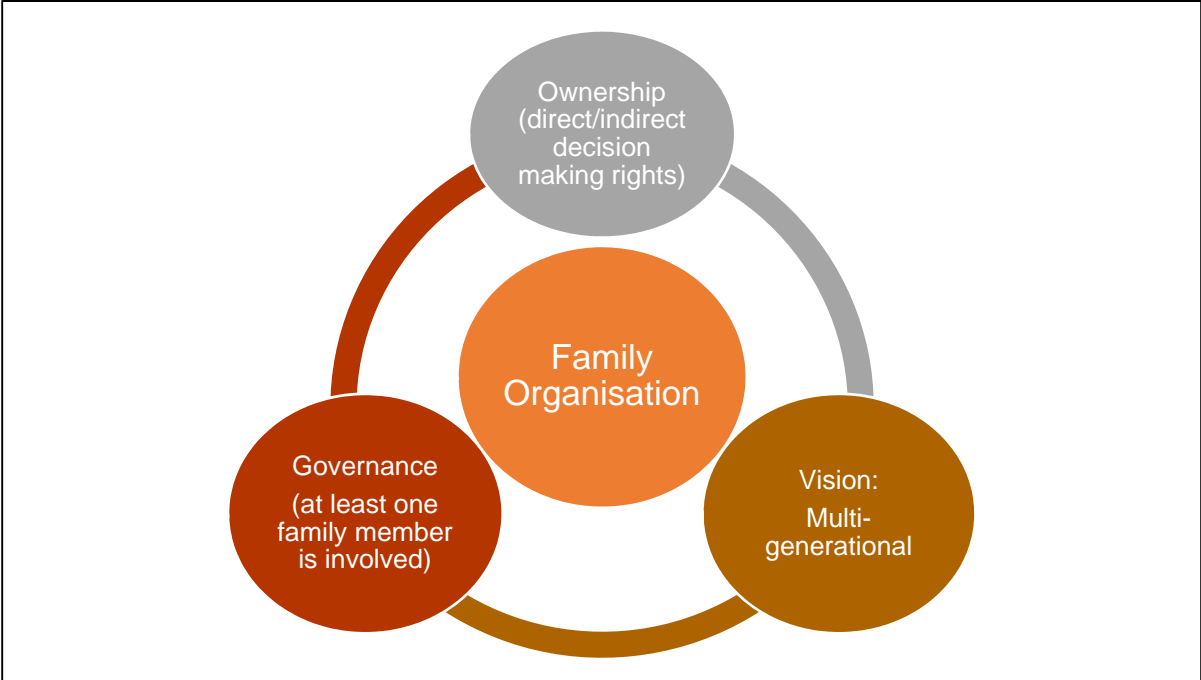 Ownership
(direct/indirect
decision
making rights)
Family
Organisation
Governance
(at least one
family member
is involved)
Vision:
Multi-
generational